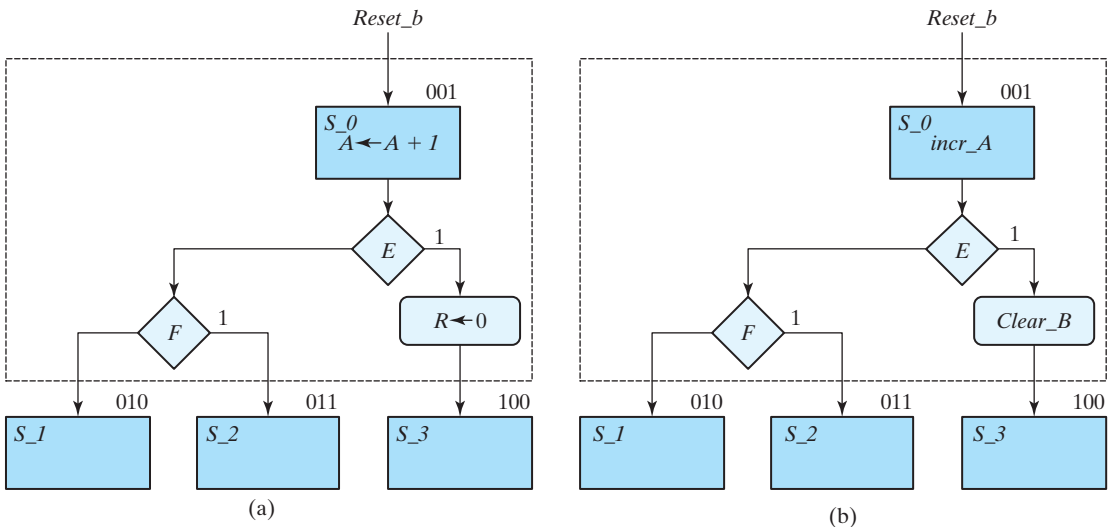 Reset_b
001
S_0
A ← A + 1
E
1
F
1
R ← 0
010
011
100
S_1
S_2
S_3
(a)
Reset_b
001
S_0
incr_A
E
1
F
1
Clear_B
010
011
100
S_1
S_2
S_3
(b)